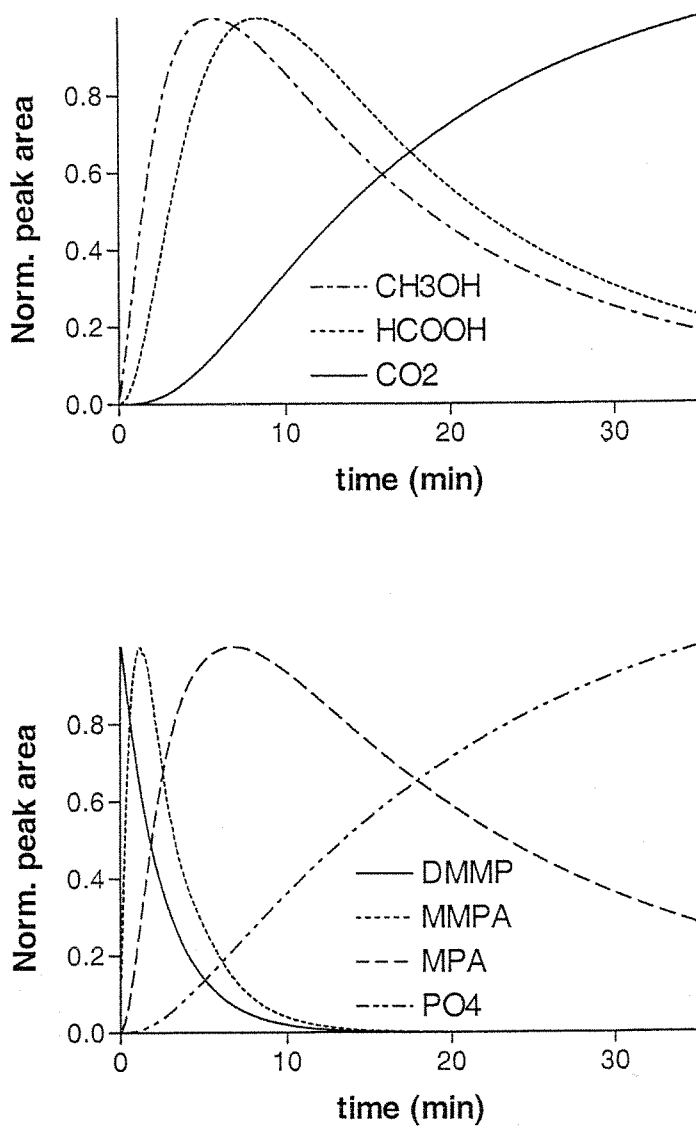 Norm. peak area
0.8
0.6
0.4
0.2
0.0
CH3OH
HCOOH
CO2
0 10 20 30
time (min)
Norm. peak area
0.8
0.6
0.4
0.2
0.0
DMMP
MMPA
MPA
PO4
0 10 20 30
time (min)